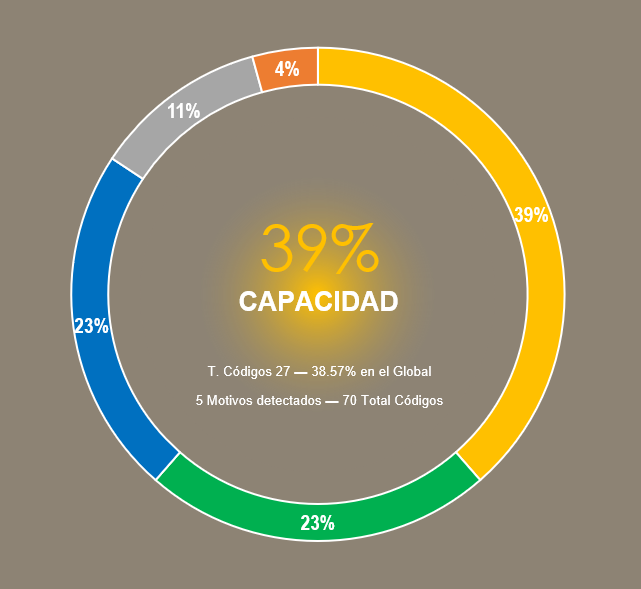 4%
11%
39%
39%
CAPACIDAD
23%
T. Códigos 27 — 38.57% en el Global
5 Motivos detectados — 70 Total Códigos
23%